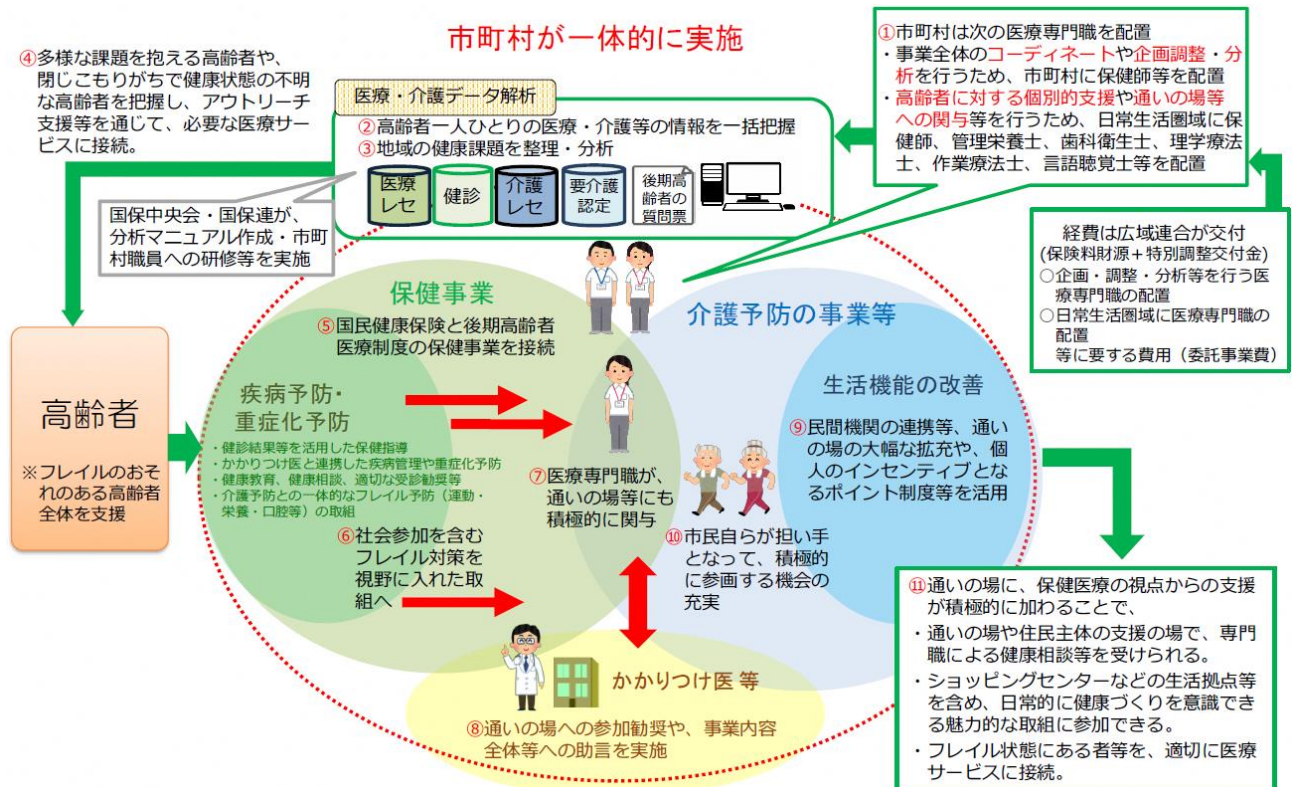 市町村が一体的に実施
④多様な課題を抱える高齢者や、
閉じこもりがちで健康状態の不明
な高齢者を把握し、アウトリーチ
支援等を通じて、必要な医療サー
ビスに接続。
医療・介護データ解析
②高齢者一人ひとりの医療・介護等の情報を一括把握
③地域の健康課題を整理・分析
医療
レセ
健診
介護
レセ
要介護
認定
後期高
齢者の
質問票
①市町村は次の医療専門職を配置
・事業全体のコーディネートや企画調整・分
析を行うため、市町村に保健師等を配置
・高齢者に対する個別的支援や通いの場等
への関与等を行うため、日常生活圏域に保
健師、管理栄養士、歯科衛生士、理学療法
士、作業療法士、言語聴覚士等を配置
国保中央会・国保連が、
分析マニュアル作成・市町
村職員への研修等を実施
経費は広域連合が交付
(保険料財源+特別調整交付金)
○企画・調整・分析等を行う医
療専門職の配置
○日常生活圏域に医療専門職の
配置
等に要する費用（委託事業費）
高齢者
※フレイルのおそ
れのある高齢者
全体を支援
保健事業
⑤国民健康保険と後期高齢者
医療制度の保健事業を接続
疾病予防・
重症化予防
・健診結果等を活用した保健指導
・かかりつけ医と連携した疾病管理や重症化予防
・健康教育、健康相談、適切な受診勧奨等
・介護予防との一体的なフレイル予防（運動・
栄養・口腔等）の取組
⑥社会参加を含む
フレイル対策を
視野に入れた取
組へ
⑦医療専門職が、
通いの場等にも
積極的に関与
介護予防の事業等
生活機能の改善
⑨民間機関の連携等、通い
の場の大幅な拡充や、個
人のインセンティブとな
るポイント制度等を活用
⑩市民自らが担い手
となって、積極的
に参画する機会の
充実
かかりつけ医 等
⑧通いの場への参加勧奨や、事業内容
全体等への助言を実施
⑪通いの場に、保健医療の視点からの支援
が積極的に加わることで、
・通いの場や住民主体の支援の場で、専門
職による健康相談等を受けられる。
・ショッピングセンターなどの生活拠点等
を含め、日常的に健康づくりを意識でき
る魅力的な取組に参加できる。
・フレイル状態にある者等を、適切に医療
サービスに接続。